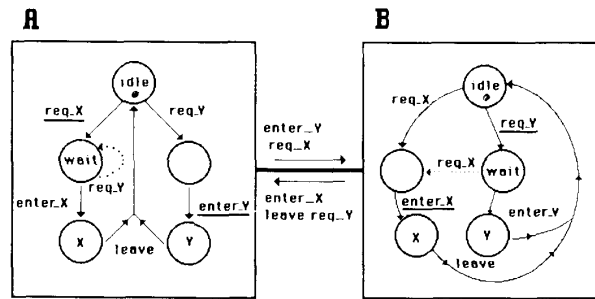 A
B
idle
req_X
req_Y
wait
req_Y
enter_X
enter_Y
X
leave
Y
enter_Y
req_X
enter_X
leave req_Y
idle
req_X
req_Y
req_X
wait
enter_X
enter_Y
X
Y
leave